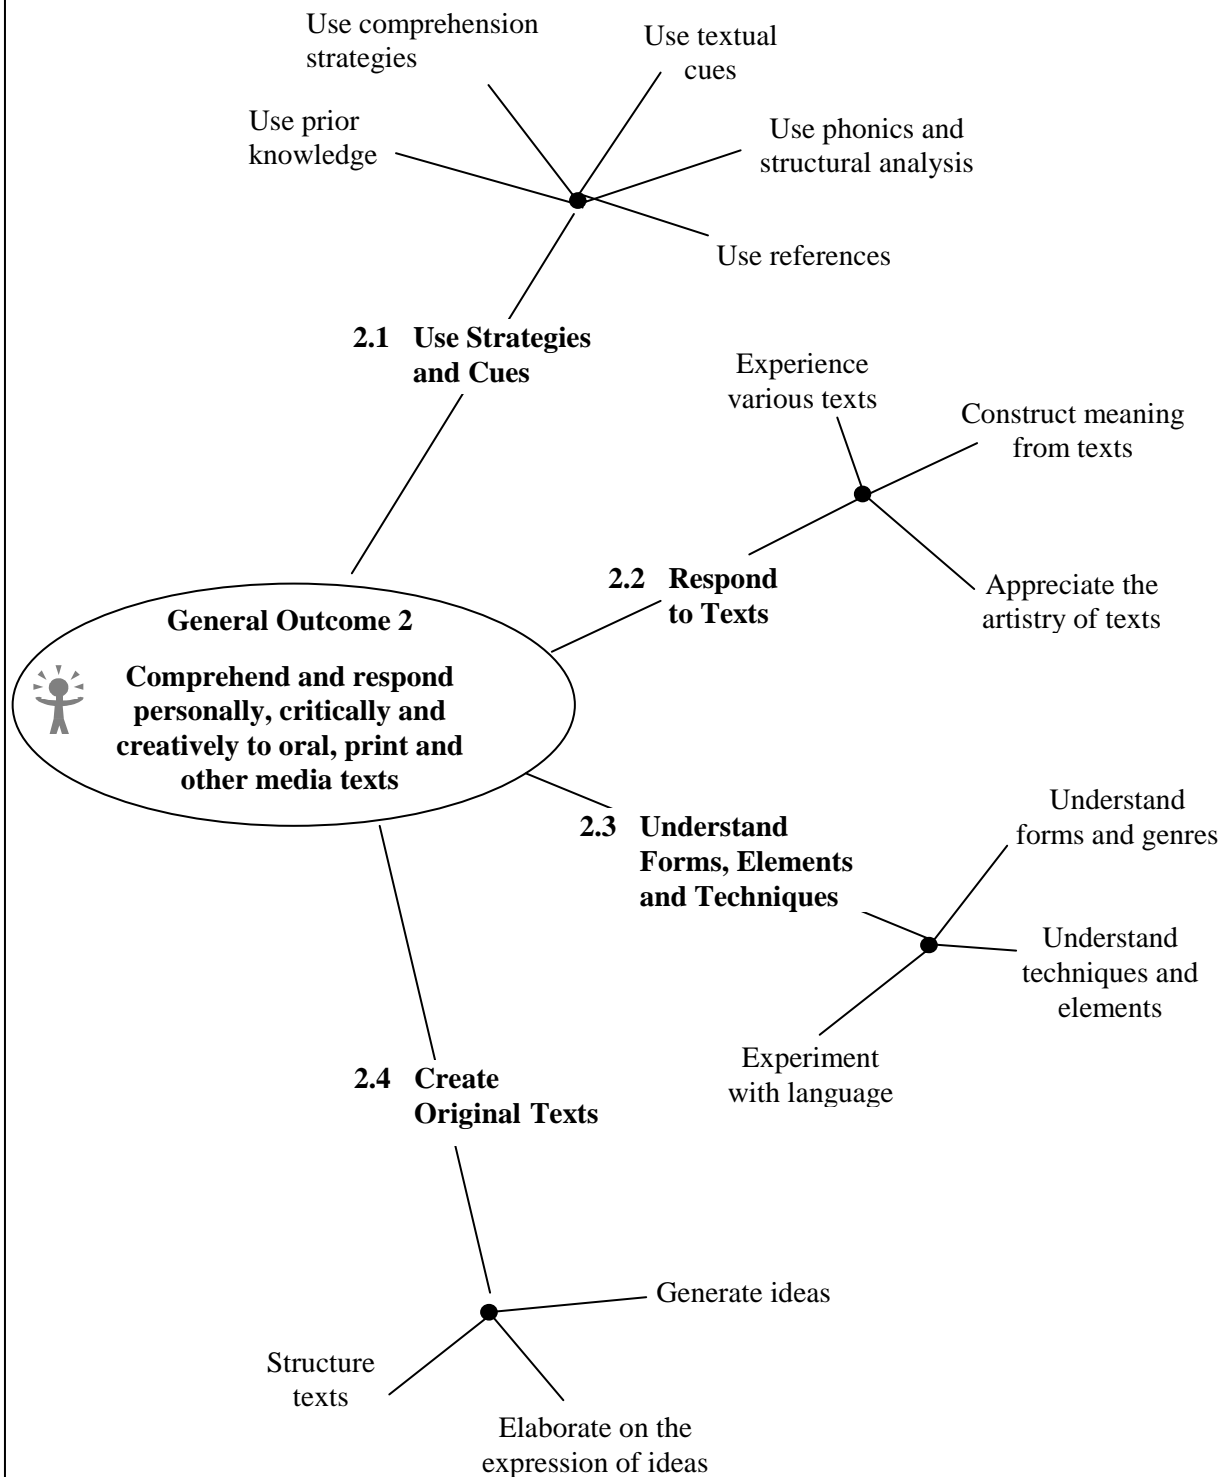 Use comprehension
strategies
Use textual
cues
Use prior
knowledge
Use phonics and
structural analysis
Use references
2.1 Use Strategies
and Cues
Experience
various texts
Construct meaning
from texts
2.2 Respond
to Texts
Appreciate the
artistry of texts
General Outcome 2
Comprehend and respond
personally, critically and
creatively to oral, print and
other media texts
2.3 Understand
Forms, Elements
and Techniques
Understand
forms and genres
Understand
techniques and
elements
Experiment
with language
2.4 Create
Original Texts
Generate ideas
Structure
texts
Elaborate on the
expression of ideas